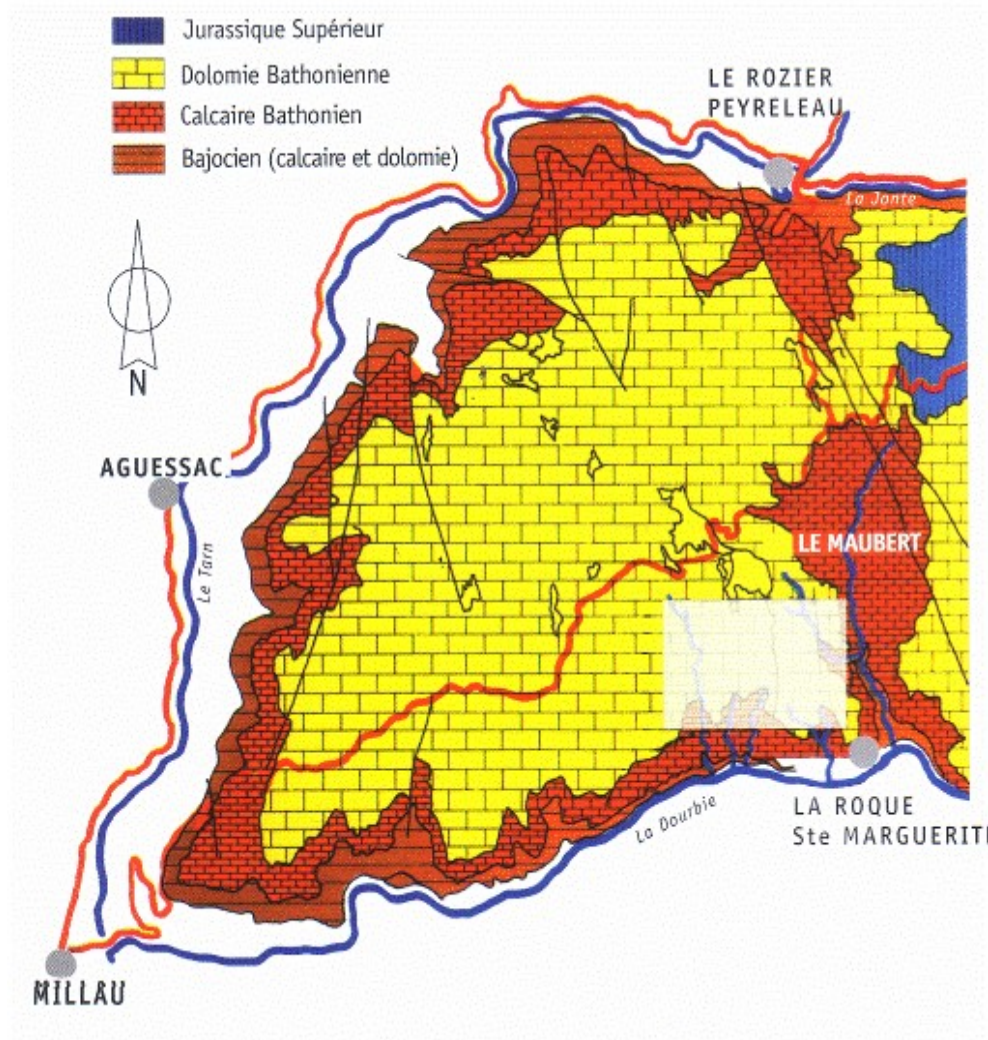 Jurassique Supérieur
Dolomie Bathonienne
Calcaire Bathonien
Bajocien (calcaire et dolomie)
LE ROZIER
PEYRELEAU
La Jonte
N
AGUESSAC
Le Tarn
LE MAUBERT
La Dourbie
LA ROQUE
Ste MARGUERITE
MILLAU